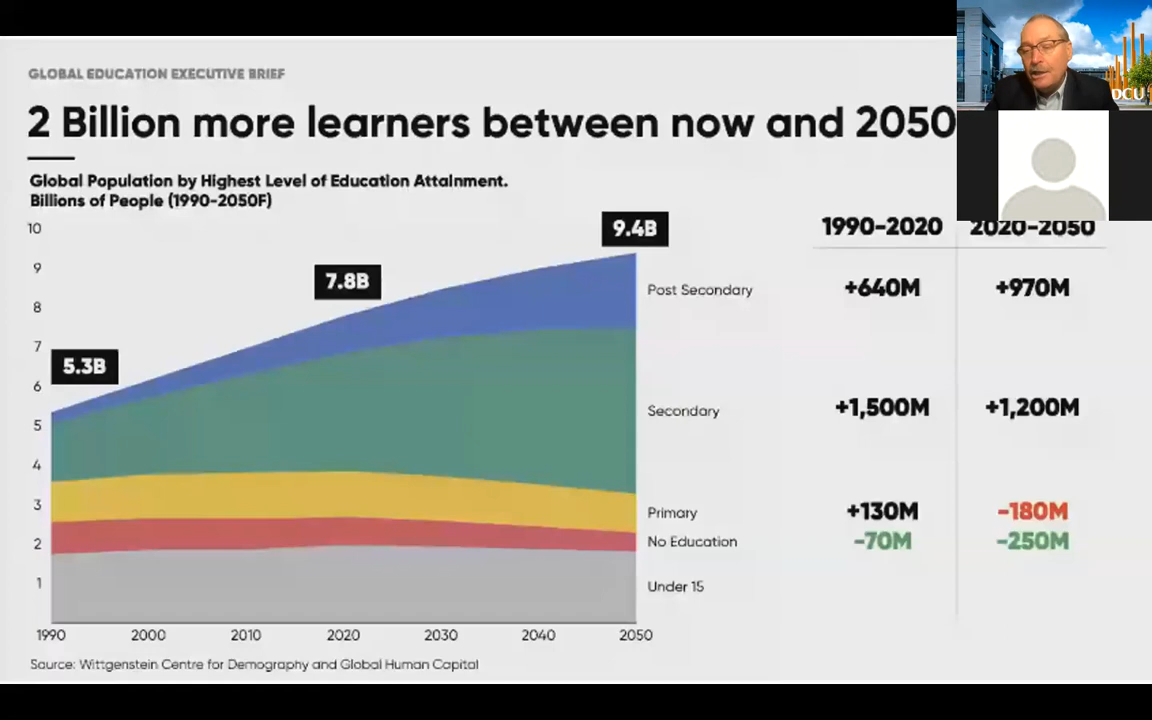 GLOBAL EDUCATION EXECUTIVE BRIEF
2 Billion more learners between now and 2050
DCU
Global Population by Highest Level of Education Attainment.
Billions of People (1990-2050F)
10
9
8
7
6
5
4
3
2
1
5.3B
7.8B
9.4B
1990-2020 2020-2050
Post Secondary +640M +970M
Secondary +1,500M +1,200M
Primary +130M -180M
No Education -70M -250M
Under 15
1990 2000 2010 2020 2030 2040 2050
Source: Wittgenstein Centre for Demography and Global Human Capital